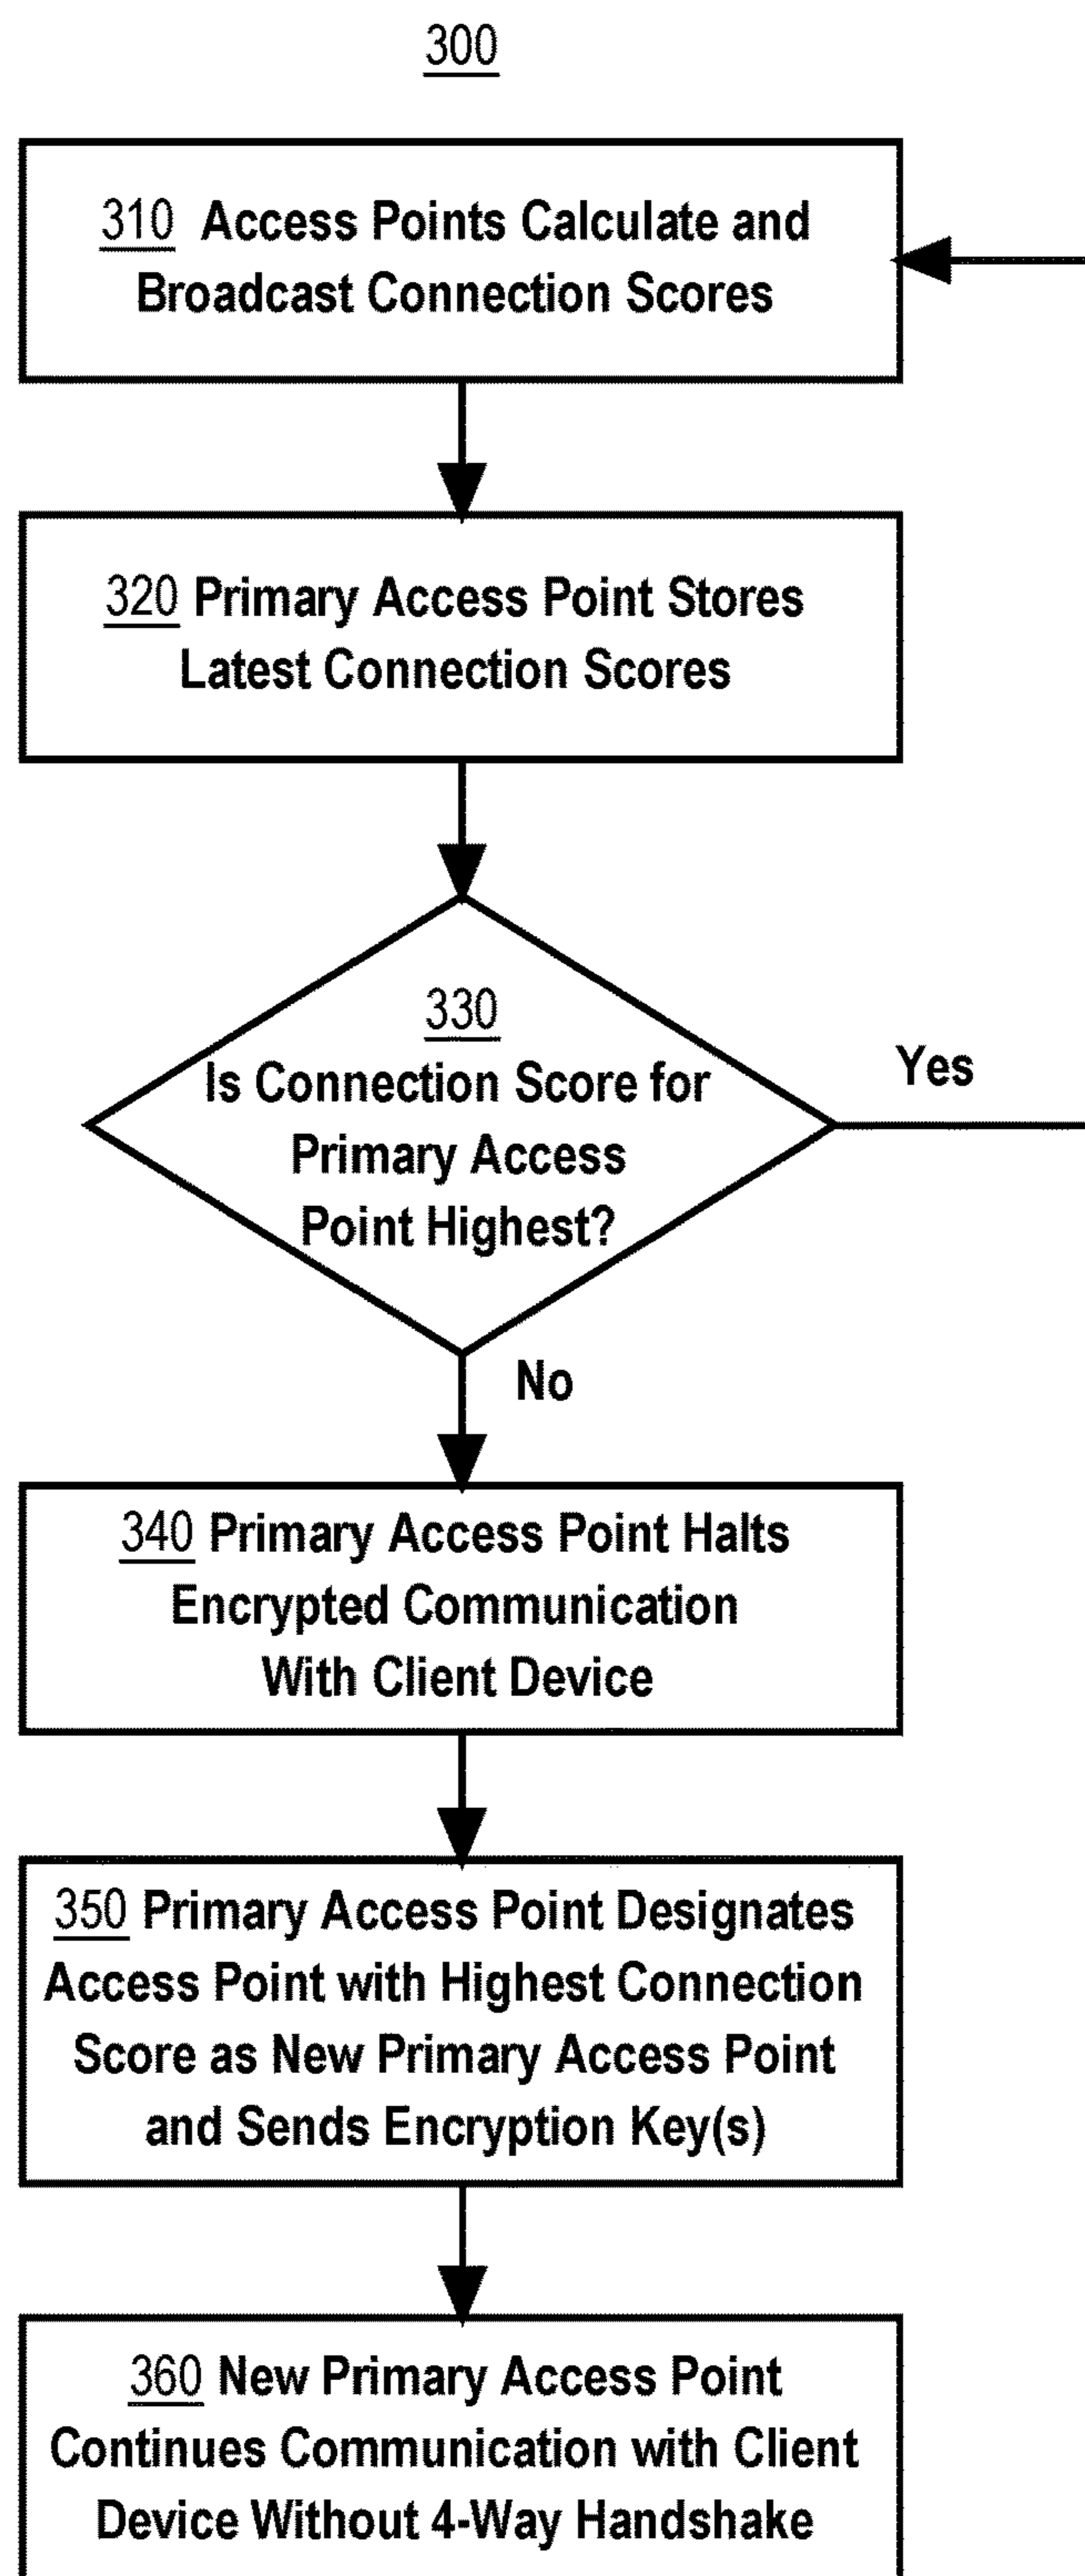 300
310 Access Points Calculate and
Broadcast Connection Scores
320 Primary Access Point Stores
Latest Connection Scores
330
Is Connection Score for
Primary Access
Point Highest?
Yes
No
340 Primary Access Point Halts
Encrypted Communication
With Client Device
350 Primary Access Point Designates
Access Point with Highest Connection
Score as New Primary Access Point
and Sends Encryption Key(s)
360 New Primary Access Point
Continues Communication with Client
Device Without 4-Way Handshake